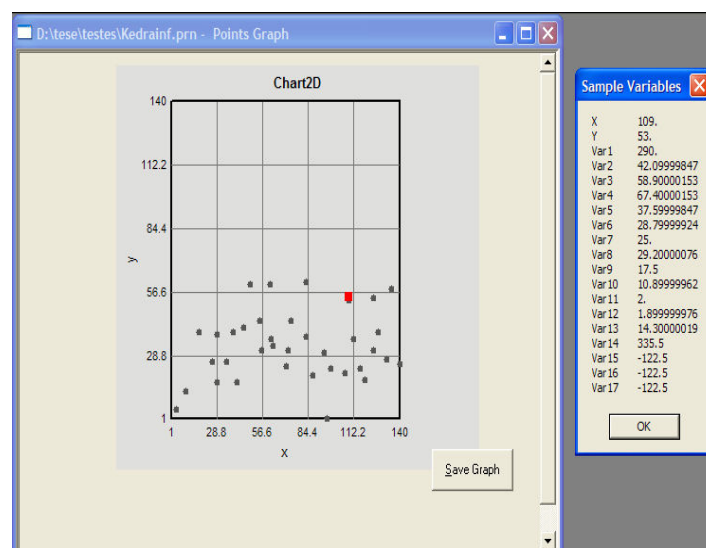 D:\tese\testes\Kedrainf.prn - Points Graph
Chart2D
140
112.2
84.4
56.6
28.8
1
y
1 28.8 56.6 84.4 112.2 140
x
Save Graph
Sample Variables
X 109.
Y 53.
Var1 290.
Var2 42.09999847
Var3 58.90000153
Var4 67.40000153
Var5 37.59999847
Var6 28.79999924
Var7 25.
Var8 29.20000076
Var9 17.5
Var10 10.89999962
Var11 2.
Var12 1.899999976
Var13 14.30000019
Var14 335.5
Var15 -122.5
Var16 -122.5
Var17 -122.5
OK